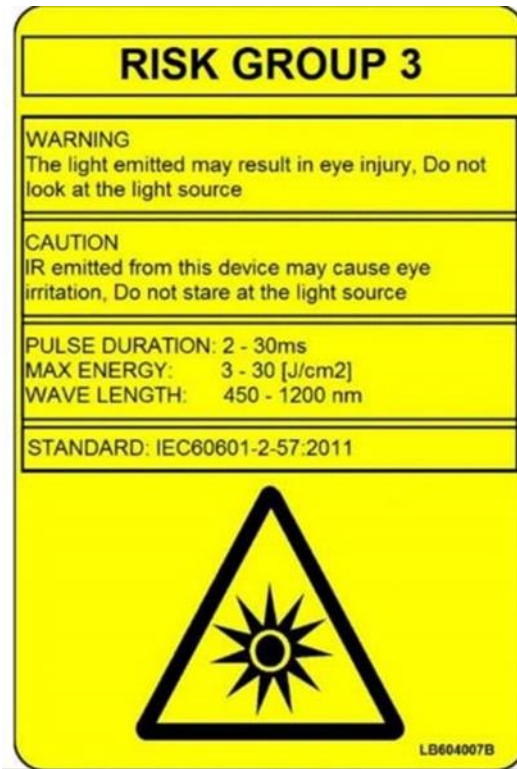 RISK GROUP 3
WARNING
The light emitted may result in eye injury, Do not
look at the light source
CAUTION
IR emitted from this device may cause eye
irritation, Do not stare at the light source
PULSE DURATION: 2 - 30ms
MAX ENERGY: 3 - 30 [J/cm2]
WAVE LENGTH: 450 - 1200 nm
STANDARD: IEC60601-2-57:2011
LB604007B